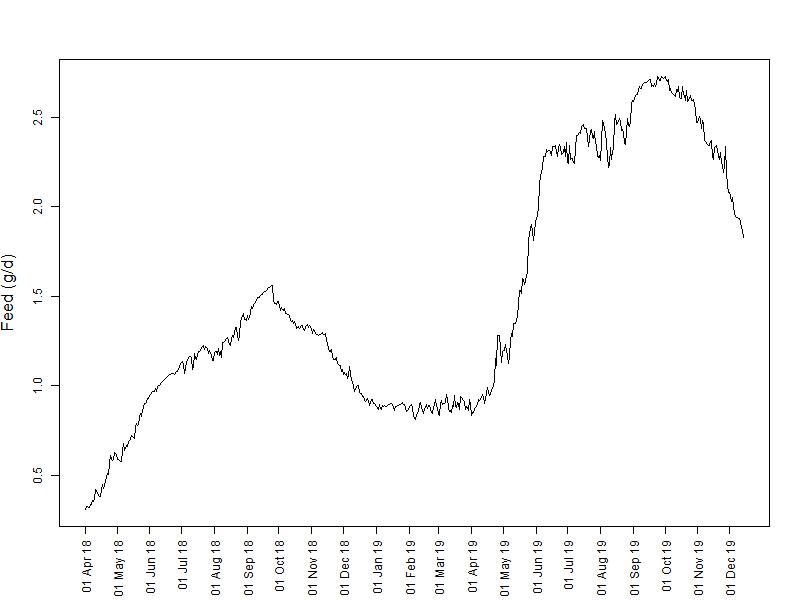 Feed (g/d)
2.5
2.0
1.5
1.0
0.5
01 Apr 18
01 May 18
01 Jun 18
01 Jul 18
01 Aug 18
01 Sep 18
01 Oct 18
01 Nov 18
01 Dec 18
01 Jan 19
01 Feb 19
01 Mar 19
01 Apr 19
01 May 19
01 Jun 19
01 Jul 19
01 Aug 19
01 Sep 19
01 Oct 19
01 Nov 19
01 Dec 19